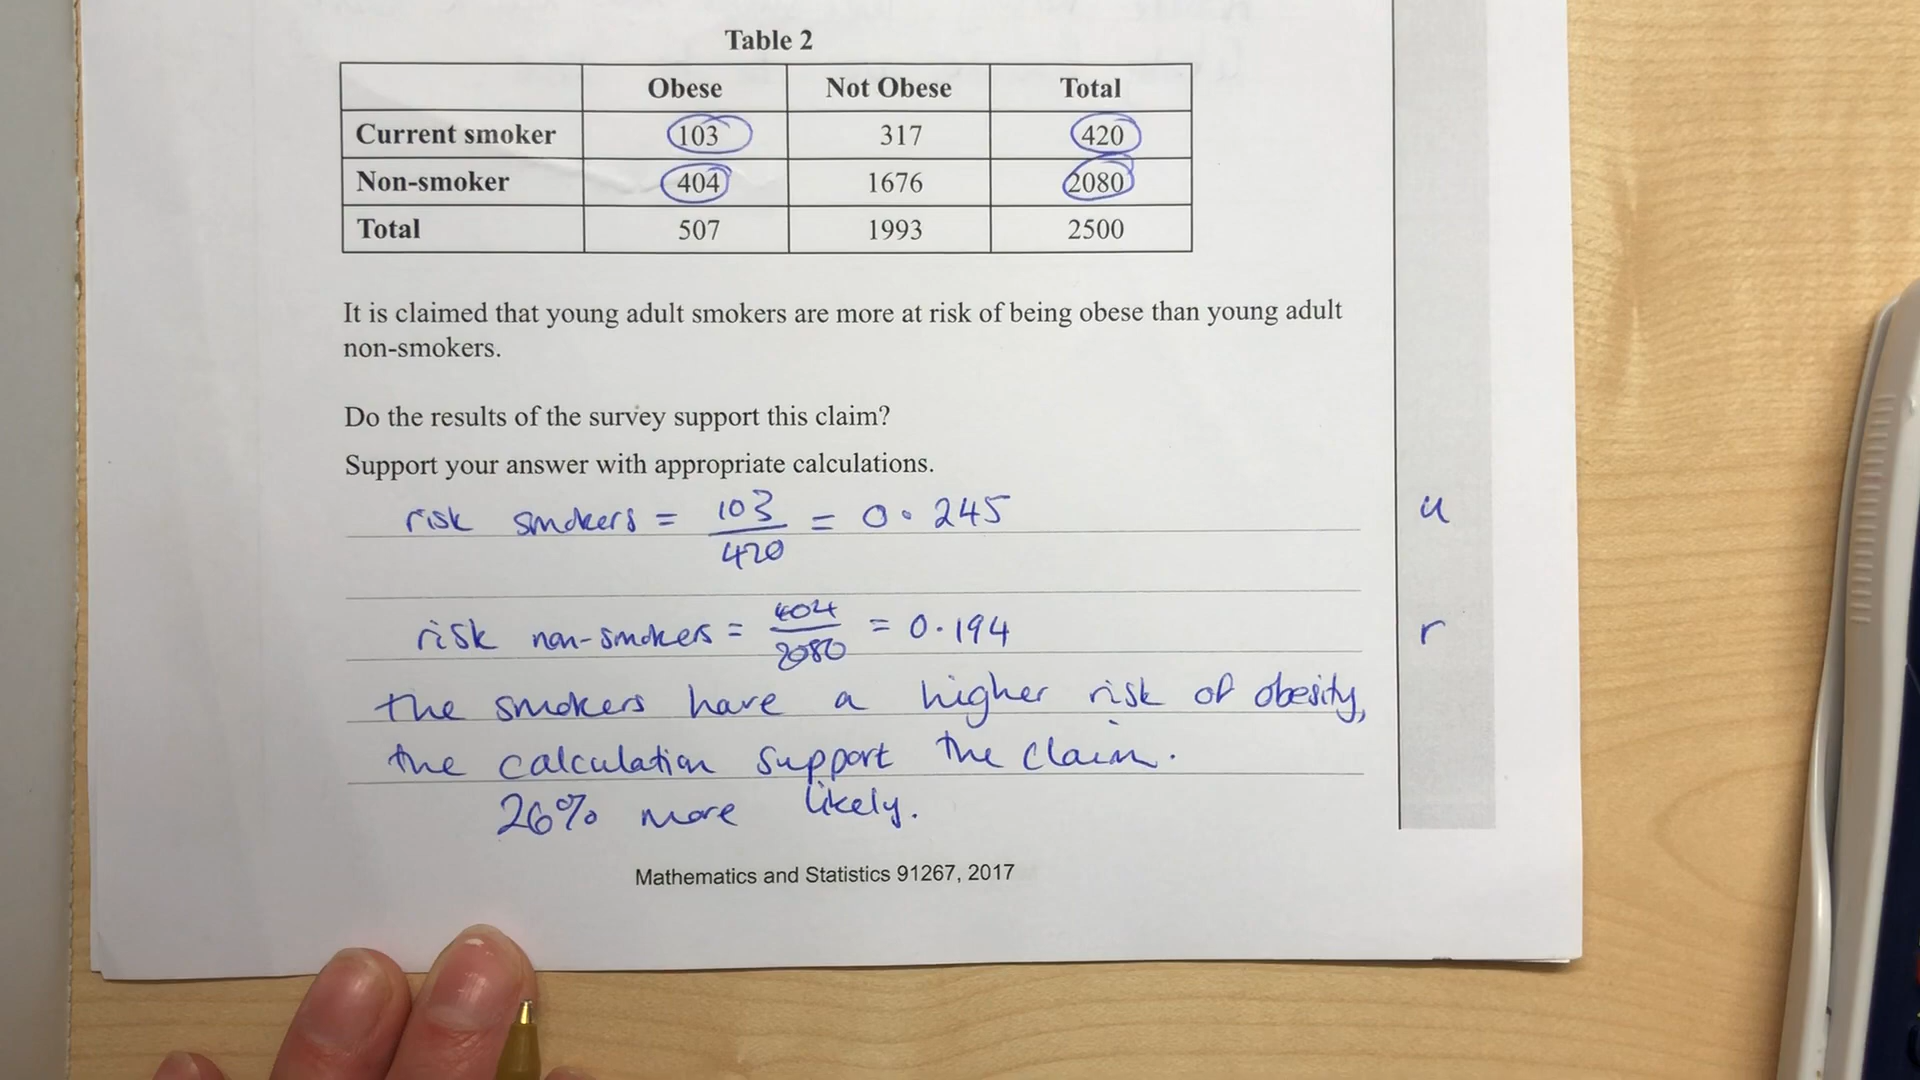 Table 2
Obese Not Obese Total
Current smoker 103 317 420
Non-smoker 404 1676 2080
Total 507 1993 2500
It is claimed that young adult smokers are more at risk of being obese than young adult
non-smokers.
Do the results of the survey support this claim?
Support your answer with appropriate calculations.
risk smokers = 103/420 = 0.245 u
risk non-smokers = 404/2080 = 0.194 r
the smokers have a higher risk of obesity,
the calculation support the claim.
26% more likely.
Mathematics and Statistics 91267, 2017